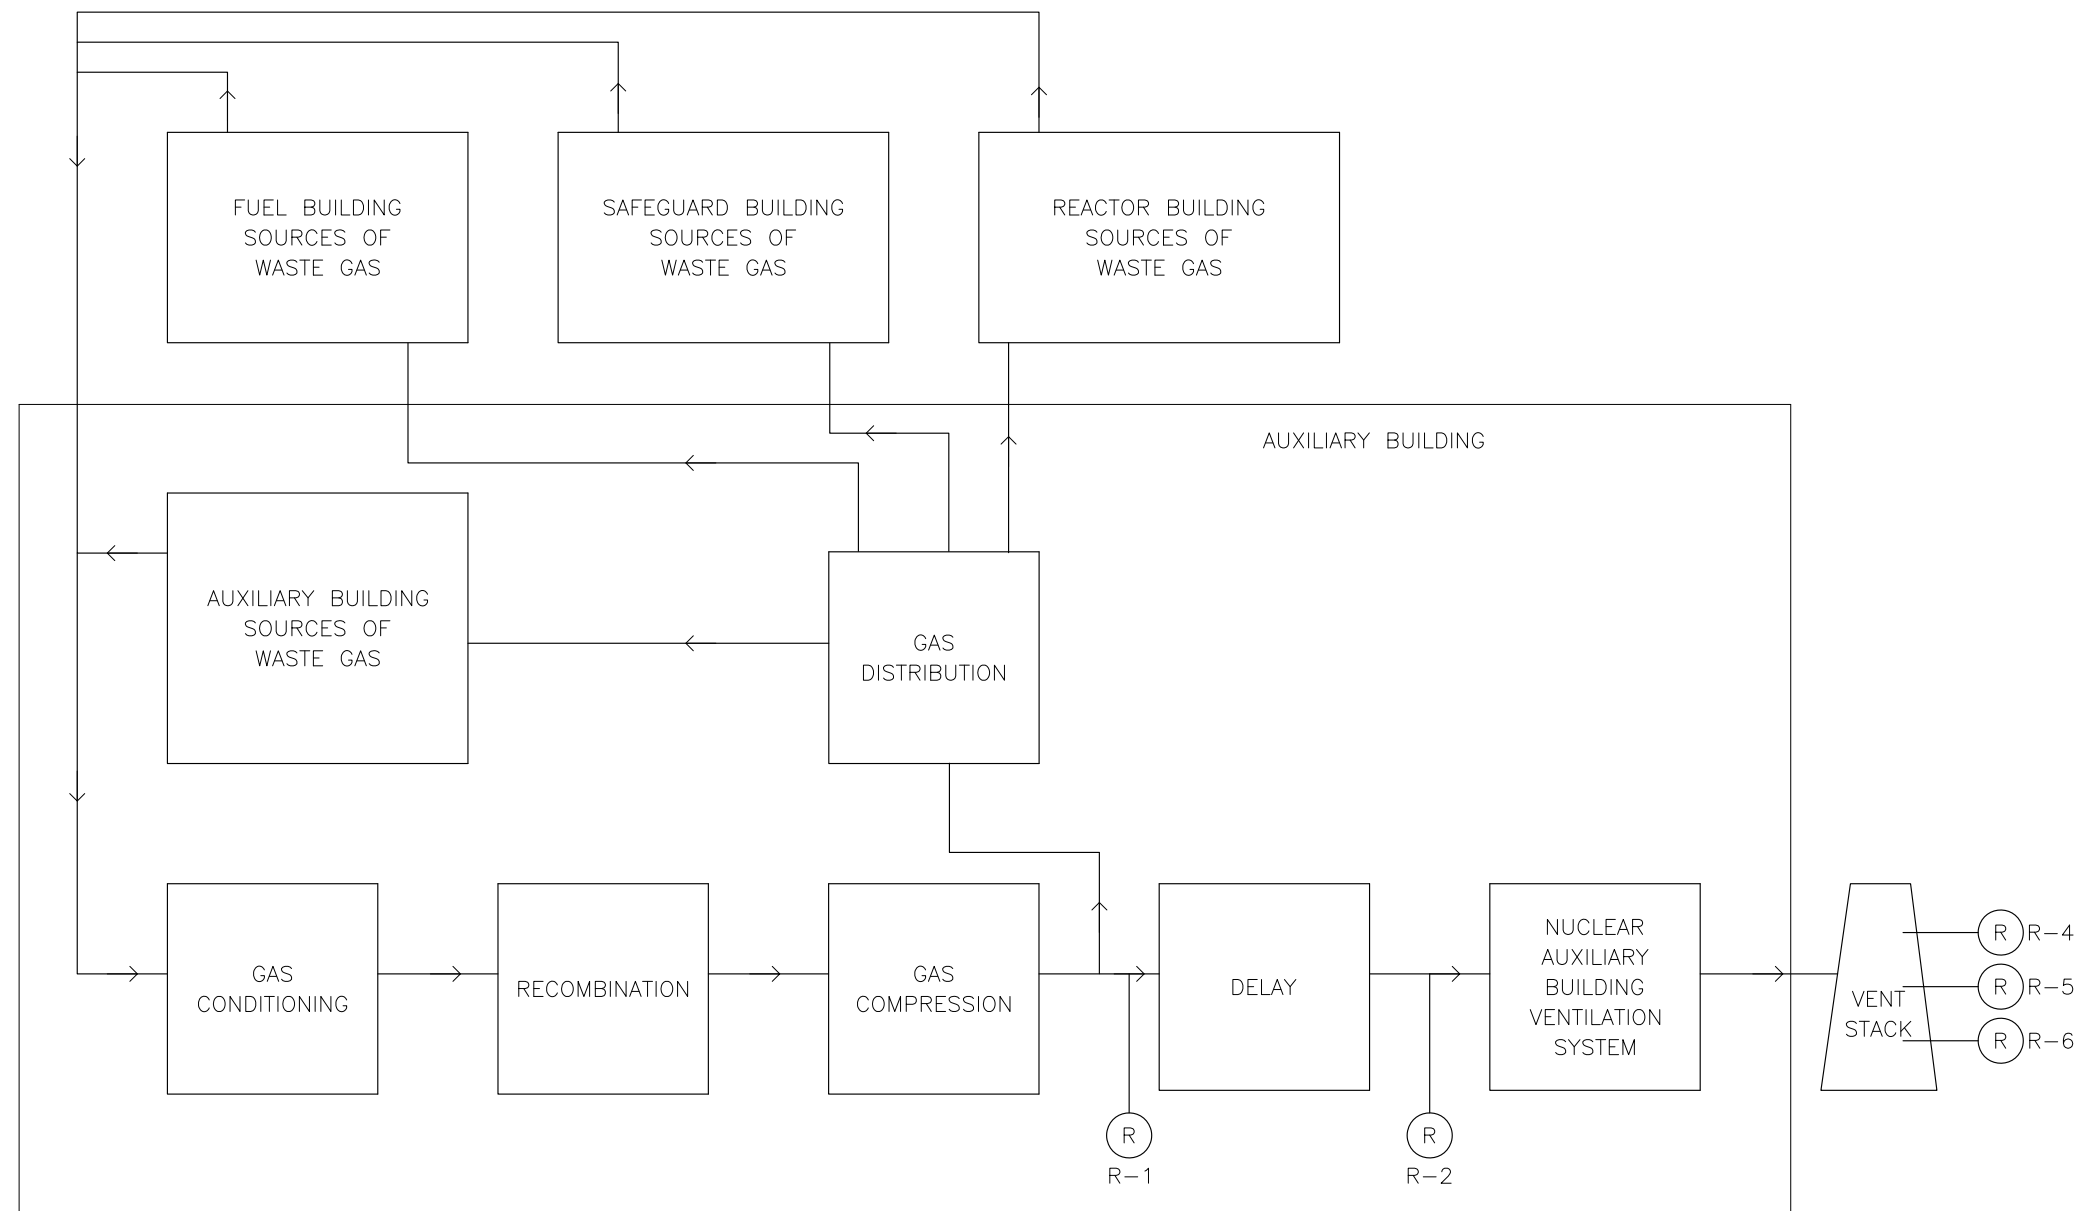 FUEL BUILDING
SOURCES OF
WASTE GAS
SAFEGUARD BUILDING
SOURCES OF
WASTE GAS
REACTOR BUILDING
SOURCES OF
WASTE GAS
AUXILIARY BUILDING
AUXILIARY BUILDING
SOURCES OF
WASTE GAS
GAS
DISTRIBUTION
GAS
CONDITIONING
RECOMBINATION
GAS
COMPRESSION
DELAY
NUCLEAR
AUXILIARY
BUILDING
VENTILATION
SYSTEM
VENT
STACK
R R-4
R R-5
R R-6
R
R-1
R
R-2